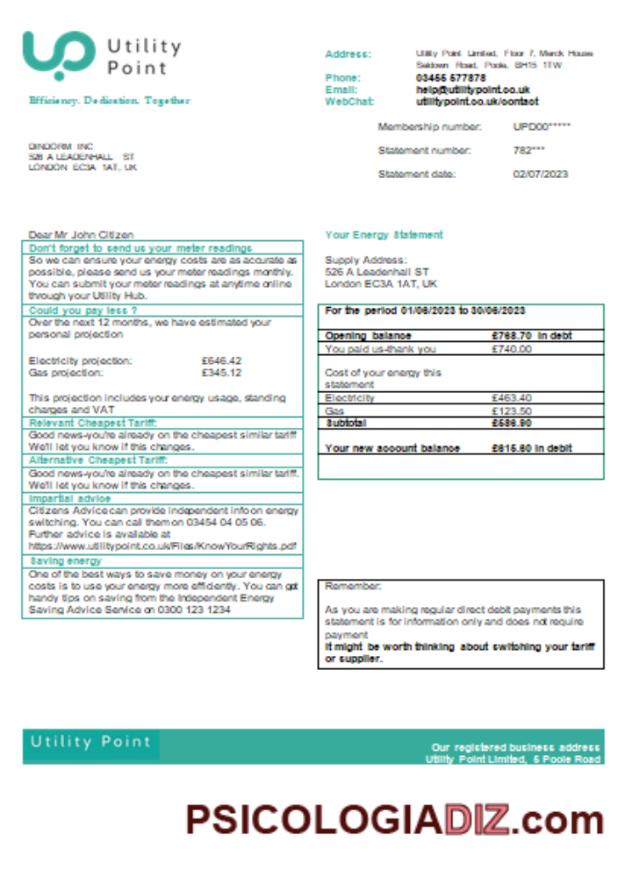 Utility
Point
Efficiency. Dedication. Together
Address: Utility Point Limited, Floor 7, Merck House
Seldown Road, Poole, BH15 1TW
Phone: 03455 577878
Email: help@utilitypoint.co.uk
WebChat: utilitypoint.co.uk/contact
Membership number: UPD00*****
Statement number: 782***
Statement date: 02/07/2023
DINDORM INC
526 A LEADENHALL ST
LONDON EC3A 1AT, UK
Dear Mr John Citizen
Don't forget to send us your meter readings
So we can ensure your energy costs are as accurate as
possible, please send us your meter readings monthly.
You can submit your meter readings at anytime online
through your Utility Hub.
Could you pay less ?
Over the next 12 months, we have estimated your
personal projection
Electricity projection: £646.42
Gas projection: £345.12
This projection includes your energy usage, standing
charges and VAT
Relevant Cheapest Tariff:
Good news-you're already on the cheapest similar tariff
We'll let you know if this changes.
Alternative Cheapest Tariff:
Good news-you're already on the cheapest similar tariff.
We'll let you know if this changes.
Impartial advice
Citizens Advice can provide independent info on energy
switching. You can call them on 03454 04 05 06.
Further advice is available at
https://www.utilitypoint.co.uk/Files/KnowYourRights.pdf
Saving energy
One of the best ways to save money on your energy
costs is to use your energy more efficiently. You can get
handy tips on saving from the Independent Energy
Saving Advice Service on 0300 123 1234
Your Energy Statement
Supply Address:
526 A Leadenhall ST
London EC3A 1AT, UK
For the period 01/06/2023 to 30/06/2023
Opening balance £768.70 in debt
You paid us-thank you £740.00
Cost of your energy this
statement
Electricity £463.40
Gas £123.50
Subtotal £586.90
Your new account balance £615.60 in debit
Remember:
As you are making regular direct debit payments this
statement is for information only and does not require
payment
It might be worth thinking about switching your tariff
or supplier.
Utility Point
Our registered business address
Utility Point Limited, 5 Poole Road
PSICOLOGIADIZ.com